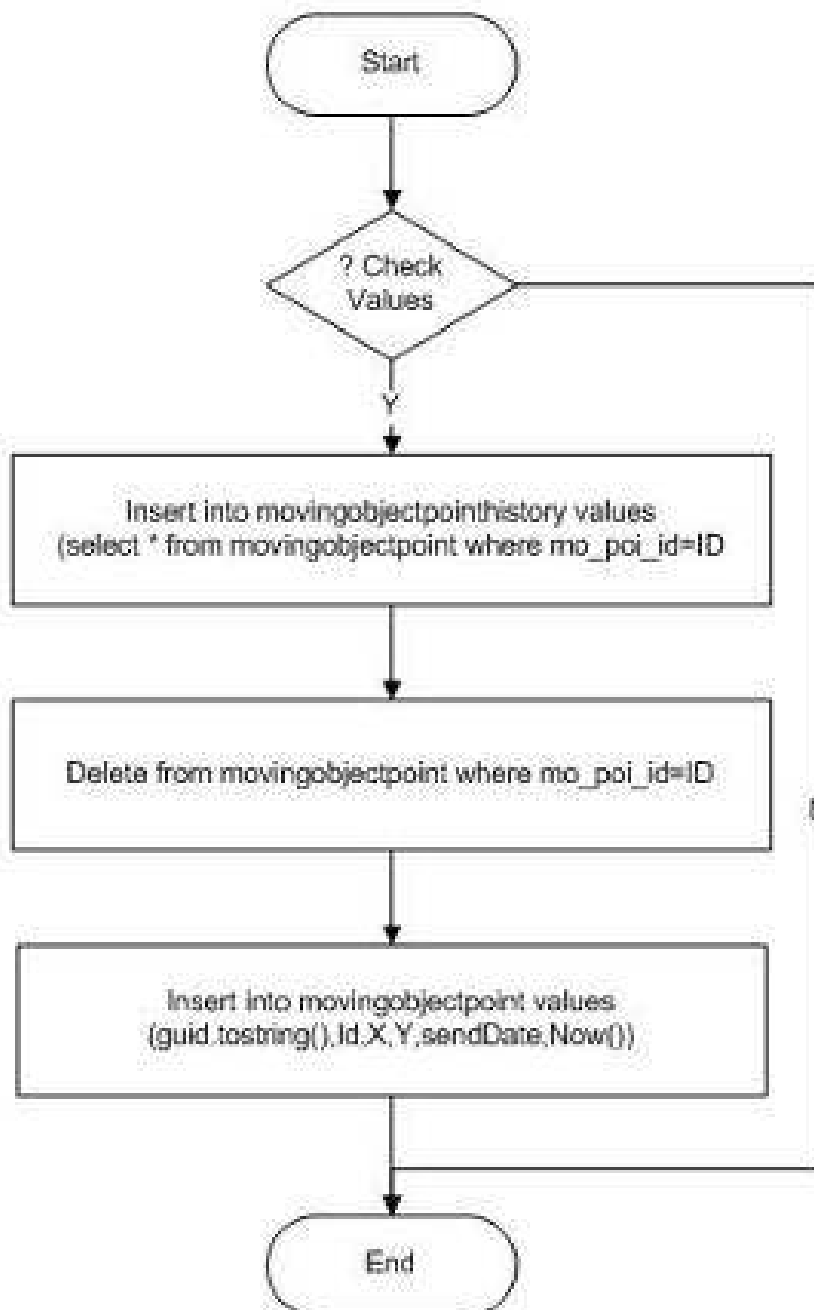 Start
? Check
Values
Y
Insert into movingobjectpointhistory values
(select * from movingobjectpoint where mo_poi_id=ID
Delete from movingobjectpoint where mo_poi_id=ID
Insert into movingobjectpoint values
(guid.tostring(),Id,X,Y,sendDate,Now())
End